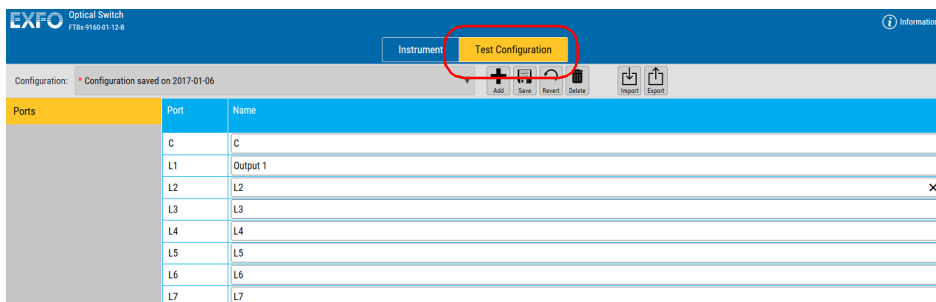 EXFO Optical Switch
FTBx-9160-01-12-B
Information
Instrument Test Configuration
Configuration: * Configuration saved on 2017-01-06
Add Save Revert Delete Import Export
Ports Port Name
C C
L1 Output 1
L2 L2
L3 L3
L4 L4
L5 L5
L6 L6
L7 L7